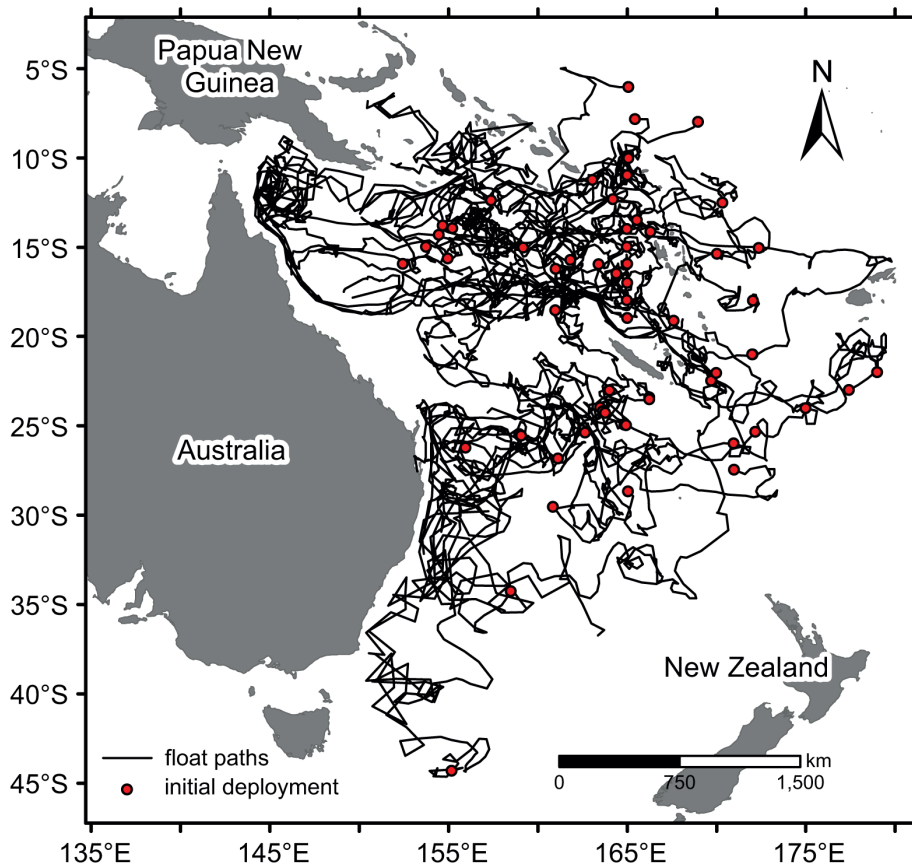 Papua New
Guinea
N
5°S
10°S
15°S
20°S
25°S
30°S
35°S
40°S
45°S
Australia
New Zealand
float paths
initial deployment
km
0 750 1,500
135°E 145°E 155°E 165°E 175°E